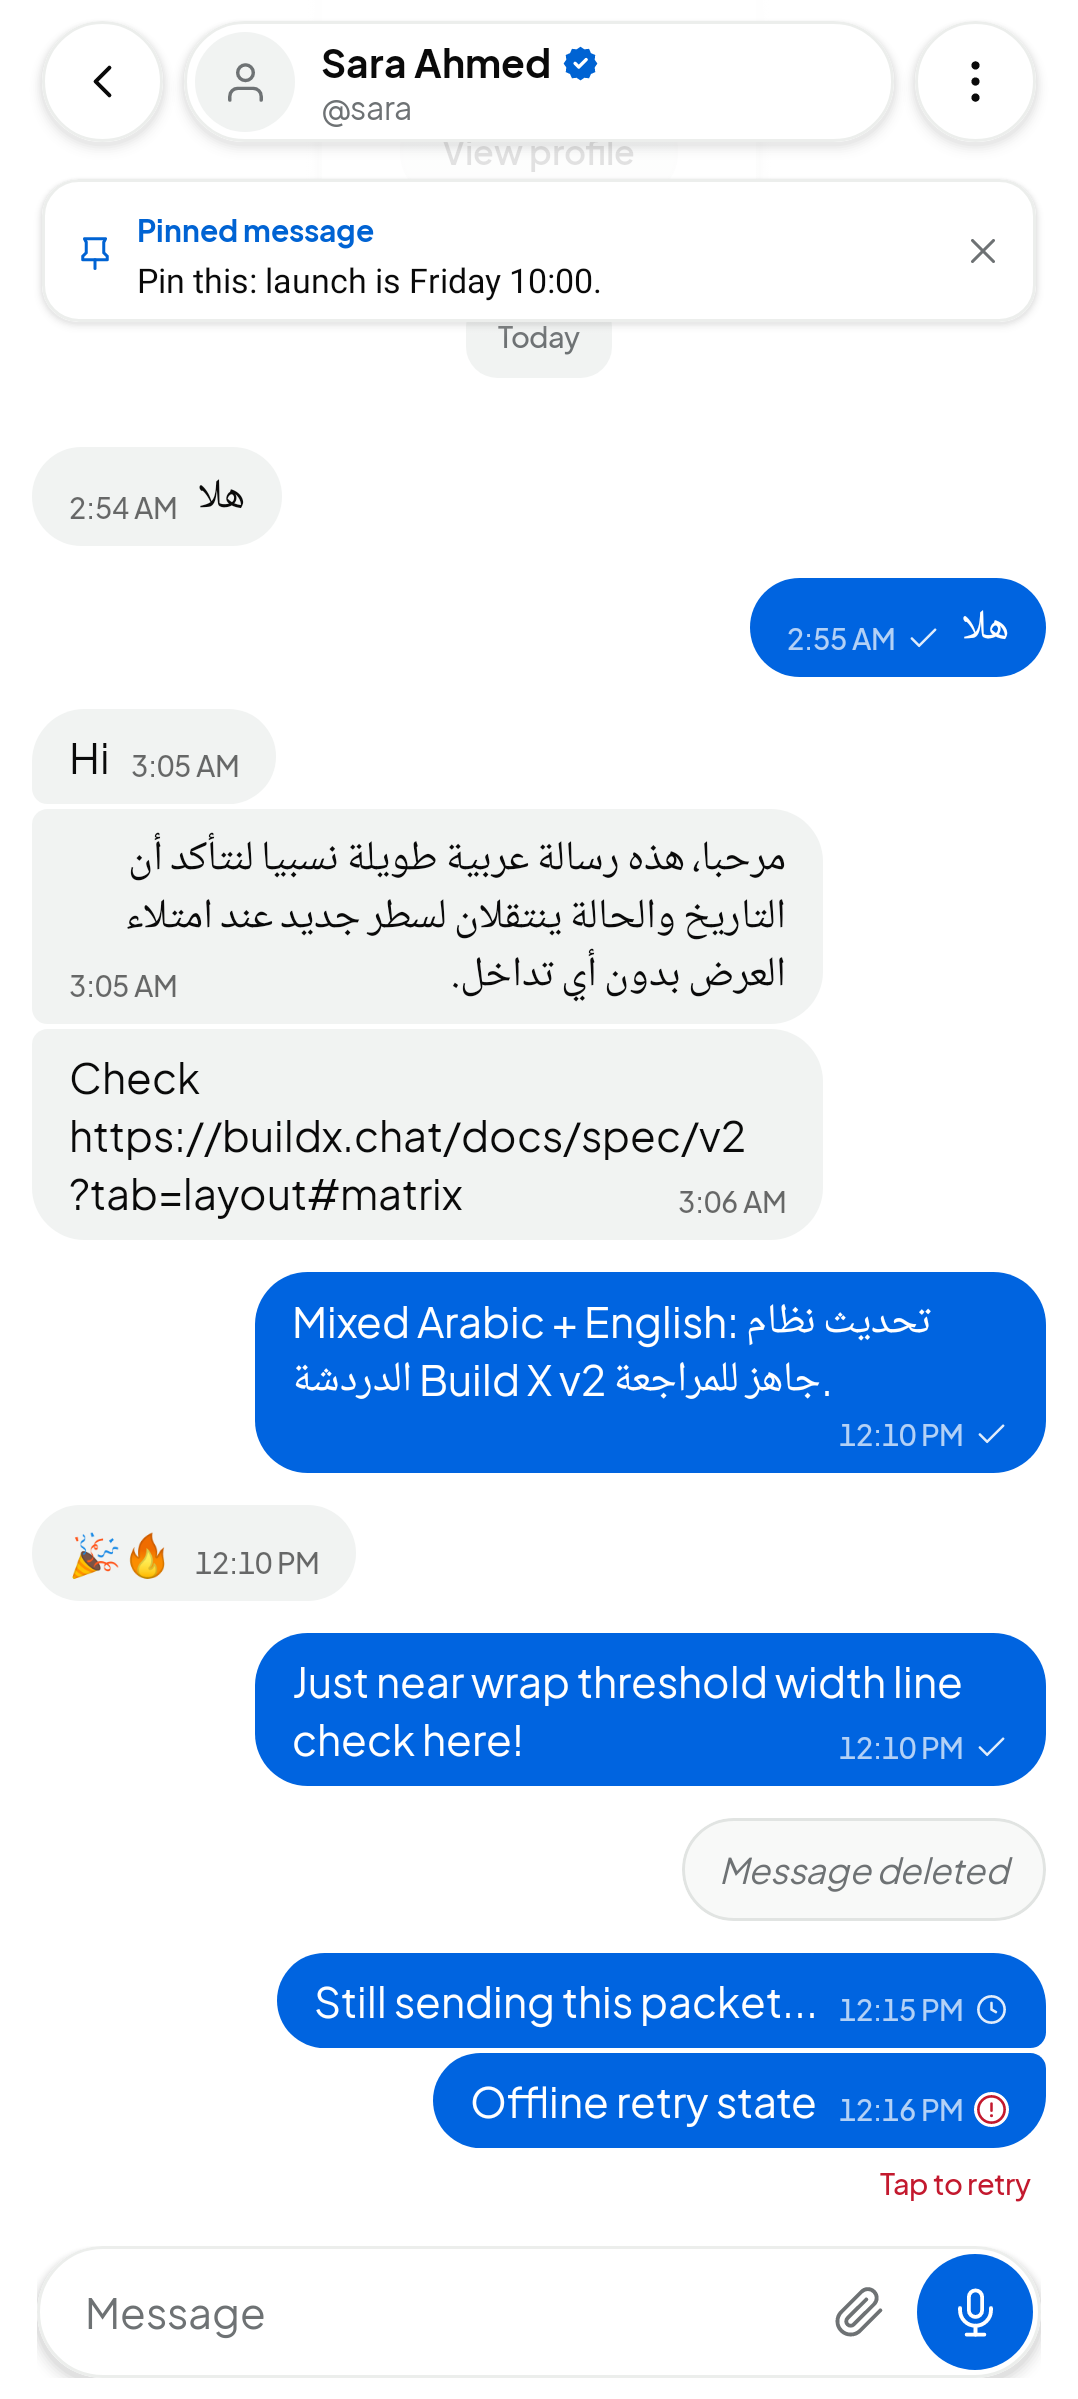 Sara Ahmed
@sara
View profile
Pinned message
Pin this: launch is Friday 10:00.
Today
هلا
2:54 AM
هلا
2:55 AM
Hi 3:05 AM
مرحبا، هذه رسالة عربية طويلة نسبيا لنتأكد أن
التاريخ والحالة ينتقلان لسطر جديد عند امتلاء
العرض بدون أي تداخل.
3:05 AM
Check
https://buildx.chat/docs/spec/v2
?tab=layout#matrix 3:06 AM
Mixed Arabic + English: تحديث نظام
الدردشة Build X v2 جاهز للمراجعة.
12:10 PM
🎉🔥 12:10 PM
Just near wrap threshold width line
check here! 12:10 PM
Message deleted
Still sending this packet... 12:15 PM
Offline retry state 12:16 PM
Tap to retry
Message